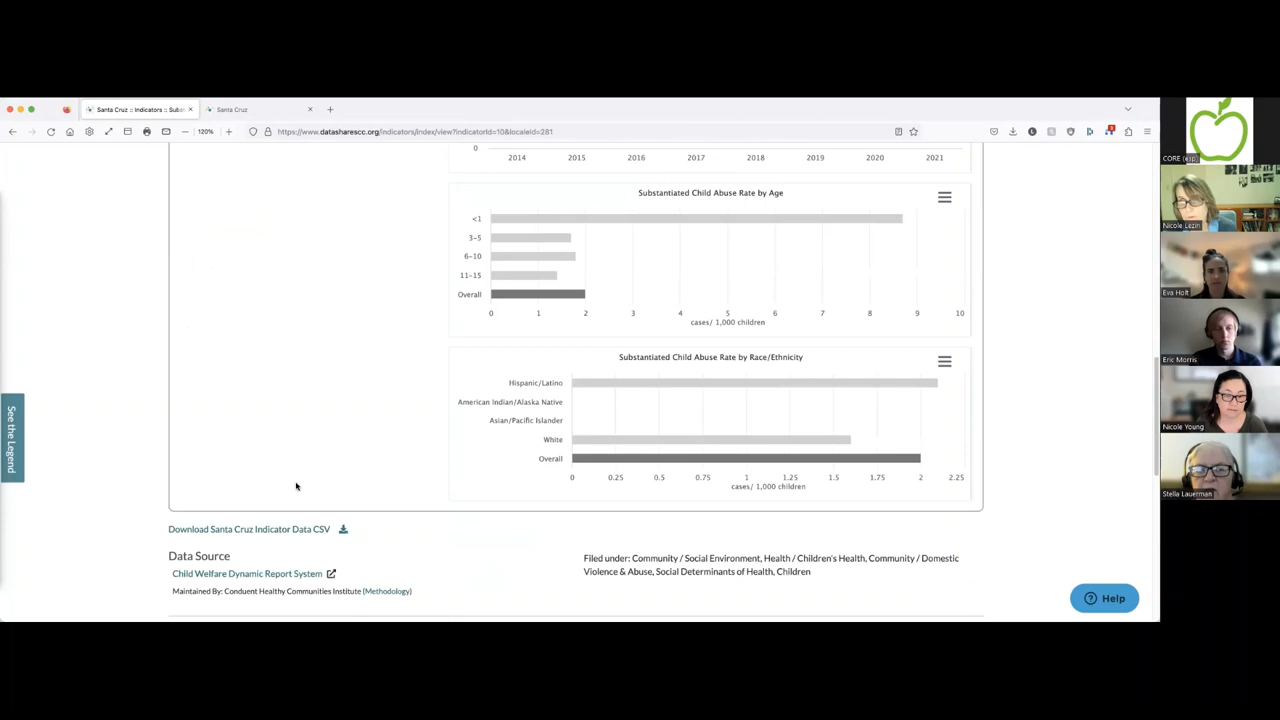 Santa Cruz :: Indicators :: Subs
Santa Cruz
120%
https://www.datasharescc.org/indicators/index/view?indicatorId=10&localeId=281
0
2014 2015 2016 2017 2018 2019 2020 2021
Substantiated Child Abuse Rate by Age
<1
3-5
6-10
11-15
Overall
0 1 2 3 4 5 6 7 8 9 10
cases/ 1,000 children
Substantiated Child Abuse Rate by Race/Ethnicity
Hispanic/Latino
American Indian/Alaska Native
Asian/Pacific Islander
White
Overall
0 0.25 0.5 0.75 1 1.25 1.5 1.75 2 2.25
cases/ 1,000 children
See the Legend
Download Santa Cruz Indicator Data CSV
Data Source
Child Welfare Dynamic Report System
Maintained By: Conduent Healthy Communities Institute (Methodology)
Filed under: Community / Social Environment, Health / Children's Health, Community / Domestic
Violence & Abuse, Social Determinants of Health, Children
Help
CORE
Nicole Lezin
Eva Holt
Eric Morris
Nicole Young
Stella Lauerman